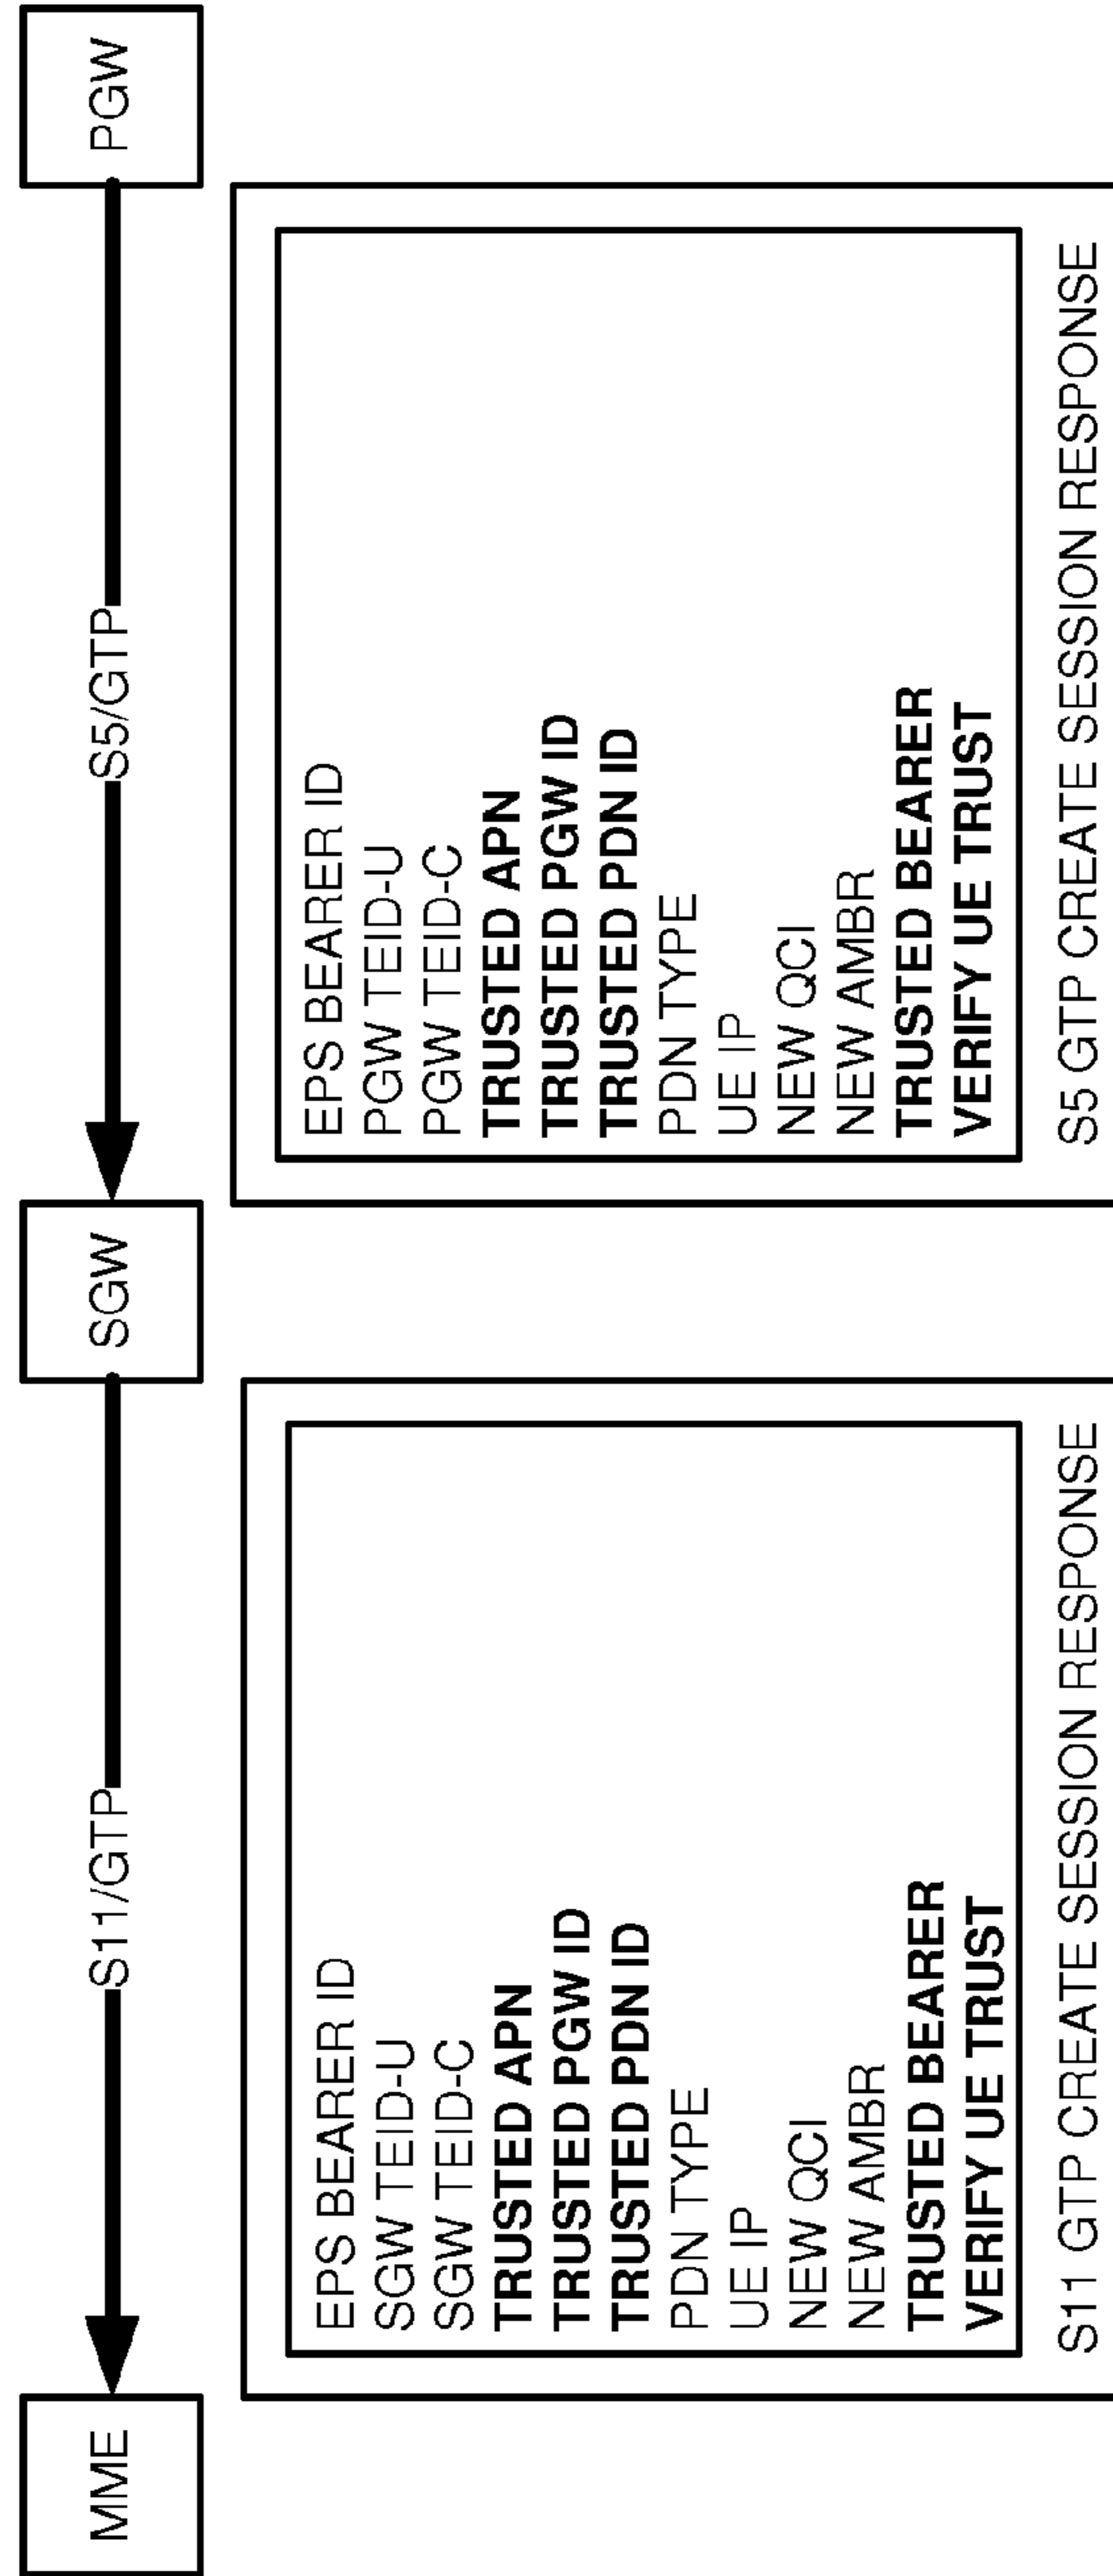 MME
S11/GTP
SGW
S5/GTP
PGW
EPS BEARER ID
SGW TEID-U
SGW TEID-C
TRUSTED APN
TRUSTED PGW ID
TRUSTED PDN ID
PDN TYPE
UE IP
NEW QCI
NEW AMBR
TRUSTED BEARER
VERIFY UE TRUST
S11 GTP CREATE SESSION RESPONSE
EPS BEARER ID
PGW TEID-U
PGW TEID-C
TRUSTED APN
TRUSTED PGW ID
TRUSTED PDN ID
PDN TYPE
UE IP
NEW QCI
NEW AMBR
TRUSTED BEARER
VERIFY UE TRUST
S5 GTP CREATE SESSION RESPONSE